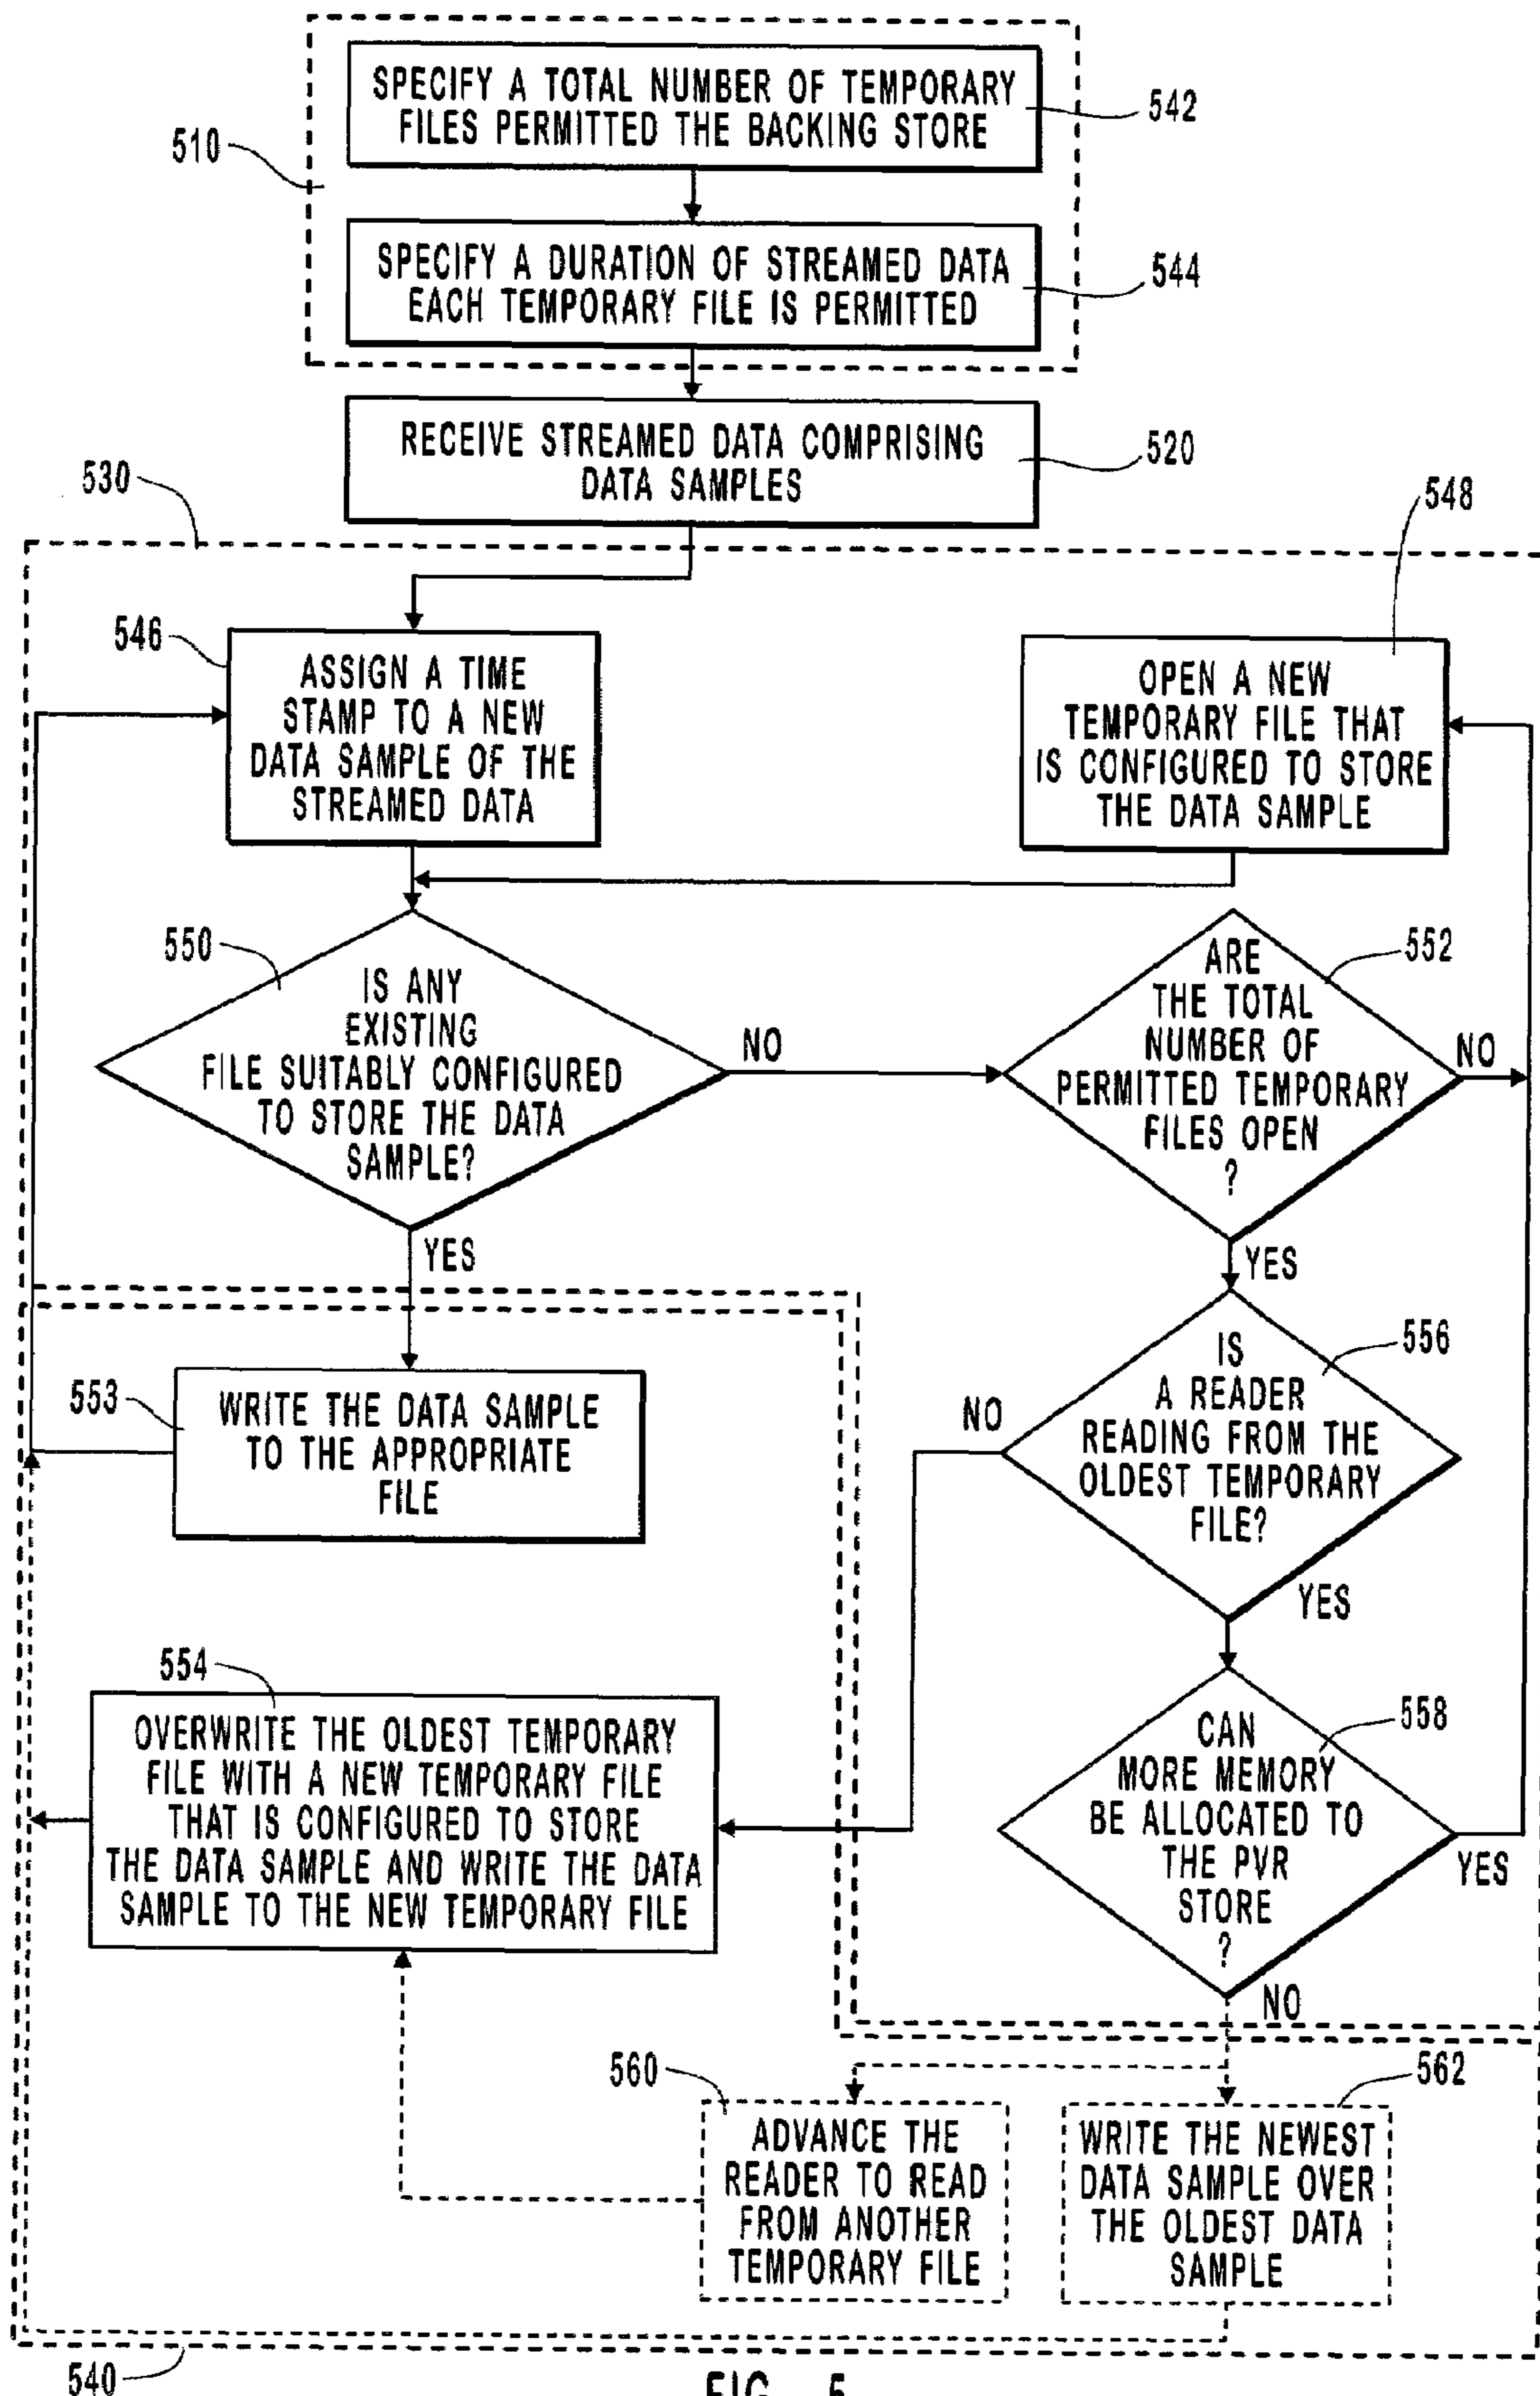 SPECIFY A TOTAL NUMBER OF TEMPORARY
FILES PERMITTED THE BACKING STORE
542
510
SPECIFY A DURATION OF STREAMED DATA
EACH TEMPORARY FILE IS PERMITTED
544
RECEIVE STREAMED DATA COMPRISING
DATA SAMPLES
520
530
548
546
ASSIGN A TIME
STAMP TO A NEW
DATA SAMPLE OF THE
STREAMED DATA
OPEN A NEW
TEMPORARY FILE THAT
IS CONFIGURED TO STORE
THE DATA SAMPLE
550
IS ANY
EXISTING
FILE SUITABLY CONFIGURED
TO STORE THE DATA
SAMPLE?
NO
YES
552
ARE
THE TOTAL
NUMBER OF
PERMITTED TEMPORARY
FILES OPEN
?
NO
YES
553
WRITE THE DATA SAMPLE
TO THE APPROPRIATE
FILE
556
IS
A READER
READING FROM THE
OLDEST TEMPORARY
FILE?
NO
YES
554
OVERWRITE THE OLDEST TEMPORARY
FILE WITH A NEW TEMPORARY FILE
THAT IS CONFIGURED TO STORE
THE DATA SAMPLE AND WRITE THE DATA
SAMPLE TO THE NEW TEMPORARY FILE
558
CAN
MORE MEMORY
BE ALLOCATED TO
THE PVR
STORE
?
YES
NO
560
ADVANCE THE
READER TO READ
FROM ANOTHER
TEMPORARY FILE
562
WRITE THE NEWEST
DATA SAMPLE OVER
THE OLDEST DATA
SAMPLE
540
FIG. 5